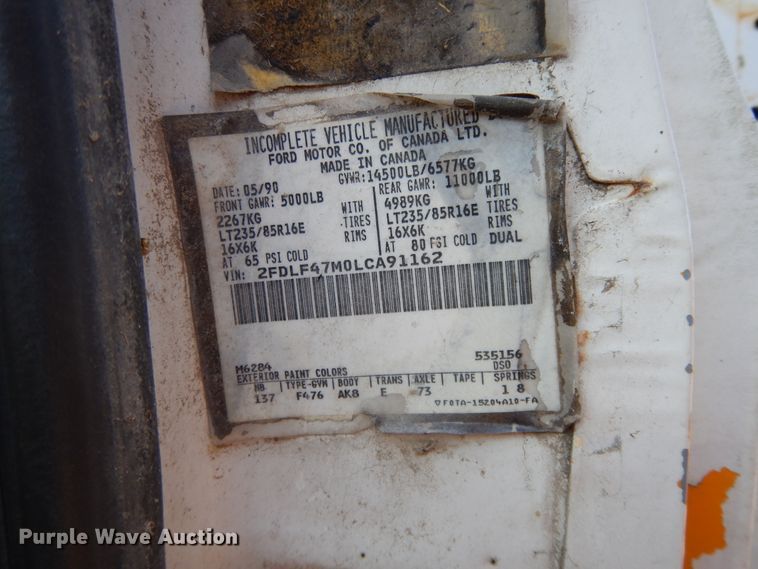 INCOMPLETE VEHICLE MANUFACTURED
FORD MOTOR CO. OF CANADA LTD.
MADE IN CANADA
DATE: 05/90 GVWR: 14500LB/6577KG
FRONT GAWR: 5000LB REAR GAWR: 11000LB
2267KG WITH 4989KG WITH
LT235/85R16E TIRES LT235/85R16E TIRES
16X6K RIMS 16X6K RIMS
AT 65 PSI COLD AT 80 PSI COLD DUAL
VIN: 2FDLF47M0LCA91162
M6284 535156
EXTERIOR PAINT COLORS DSO
WB TYPE-GVW BODY TRANS AXLE TAPE SPRINGS
137 F476 AK8 E 73 1 8
▽F0TA-15204A10-FA
Purple Wave Auction